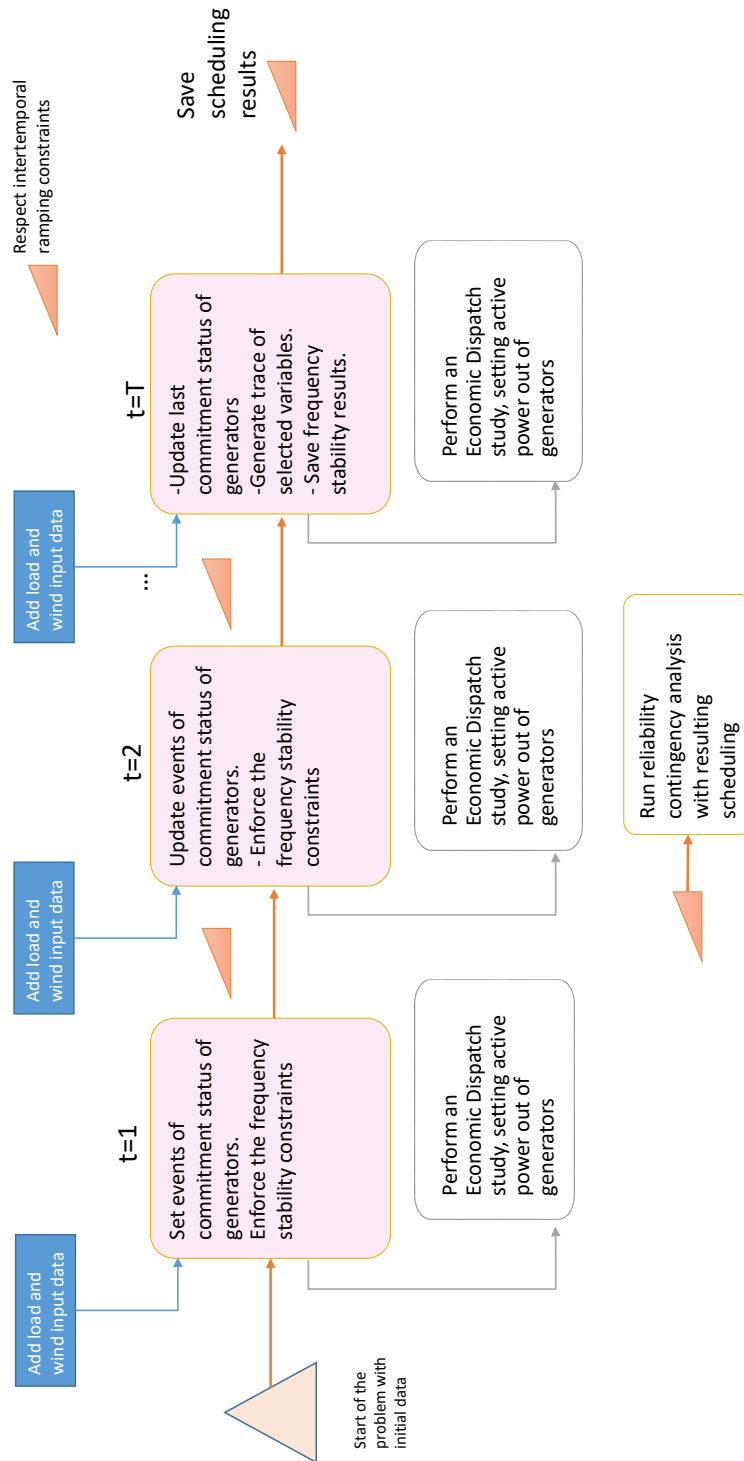 Respect intertemporal
ramping constraints
Add load and
wind input data
Add load and
wind input data
Add load and
wind input data
t=1
t=2
...
t=T
Set events of
commitment status of
generators.
Enforce the frequency
stability constraints
Update events of
commitment status of
generators.
- Enforce the
frequency stability
constraints
-Update last
commitment status of
generators
-Generate trace of
selected variables.
- Save frequency
stability results.
Save
scheduling
results
Start of the
problem with
initial data
Perform an
Economic Dispatch
study, setting active
power out of
generators
Perform an
Economic Dispatch
study, setting active
power out of
generators
Perform an
Economic Dispatch
study, setting active
power out of
generators
Run reliability
contingency analysis
with resulting
scheduling